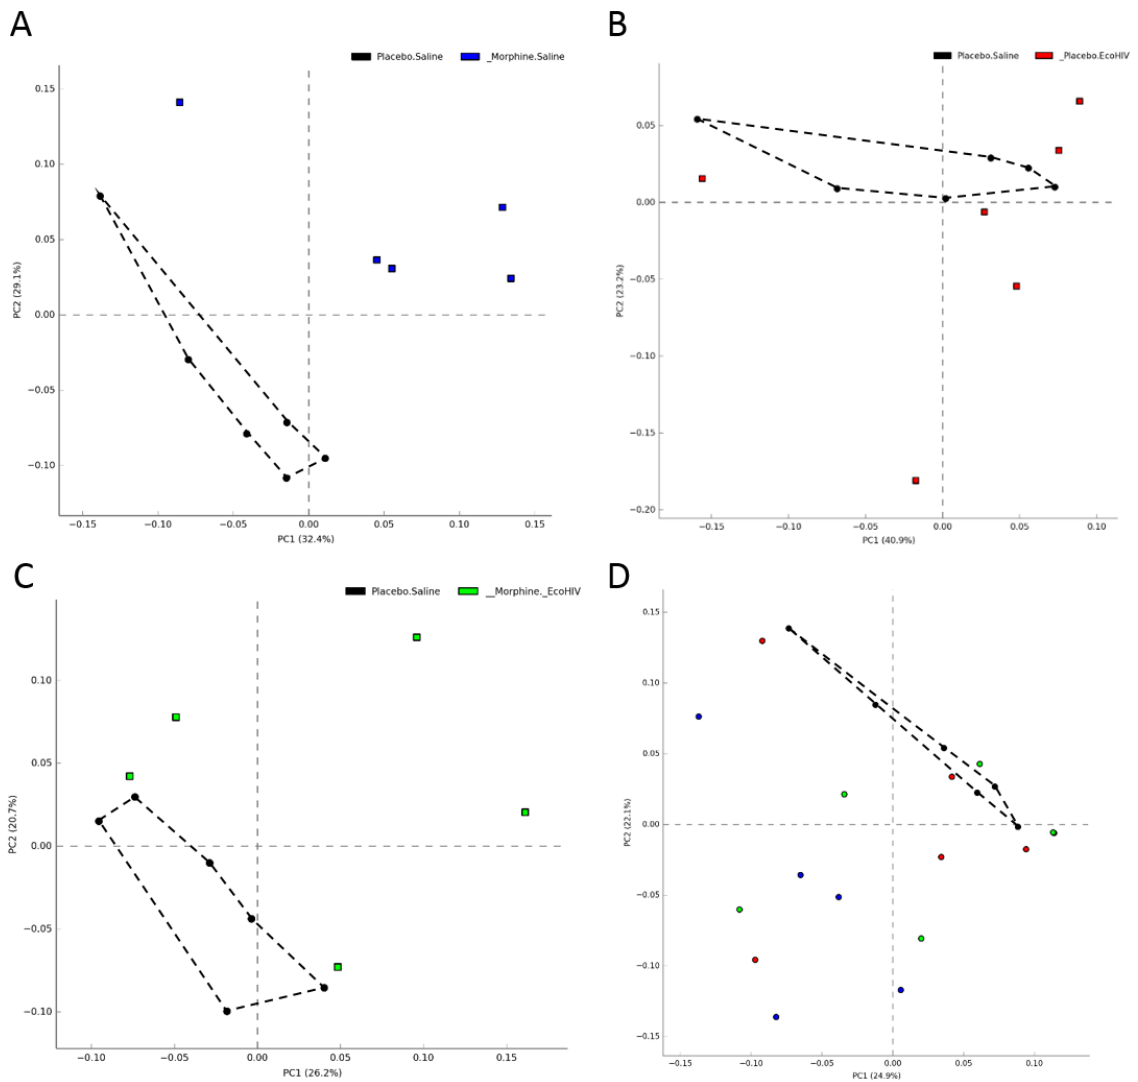 A
Placebo.Saline
_Morphine.Saline
0.15
0.10
0.05
0.00
−0.05
−0.10
PC2 (29.1%)
−0.15
−0.10
−0.05
0.00
0.05
0.10
0.15
PC1 (32.4%)
B
Placebo.Saline
_Placebo.EcoHIV
0.05
0.00
−0.05
−0.10
−0.15
−0.20
PC2 (23.2%)
−0.15
−0.10
−0.05
0.00
0.05
0.10
PC1 (40.9%)
C
Placebo.Saline
__Morphine._EcoHIV
0.10
0.05
0.00
−0.05
−0.10
PC2 (20.7%)
−0.10
−0.05
0.00
0.05
0.10
0.15
PC1 (26.2%)
D
0.15
0.10
0.05
0.00
−0.05
−0.10
−0.15
PC2 (22.1%)
−0.15
−0.10
−0.05
0.00
0.05
0.10
PC1 (24.9%)